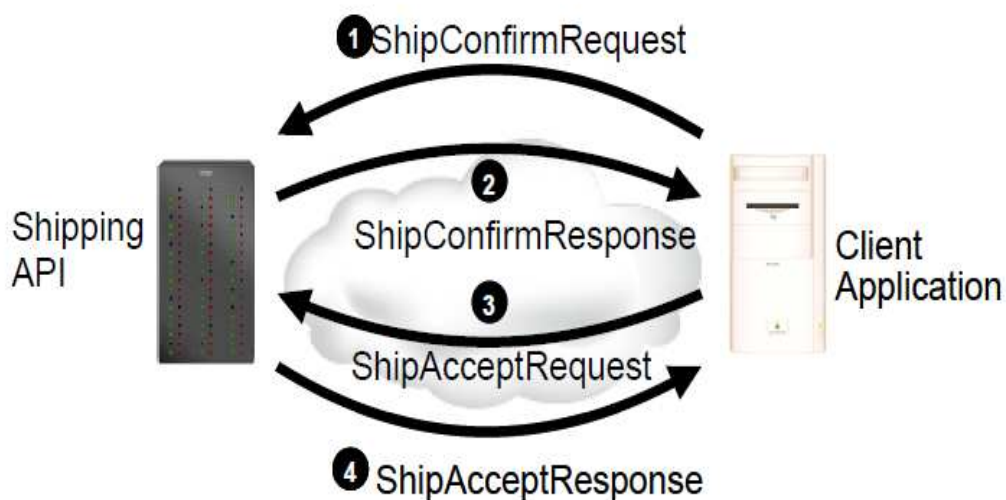 1 ShipConfirmRequest
2
ShipConfirmResponse
Shipping
API
Client
Application
3
ShipAcceptRequest
4 ShipAcceptResponse